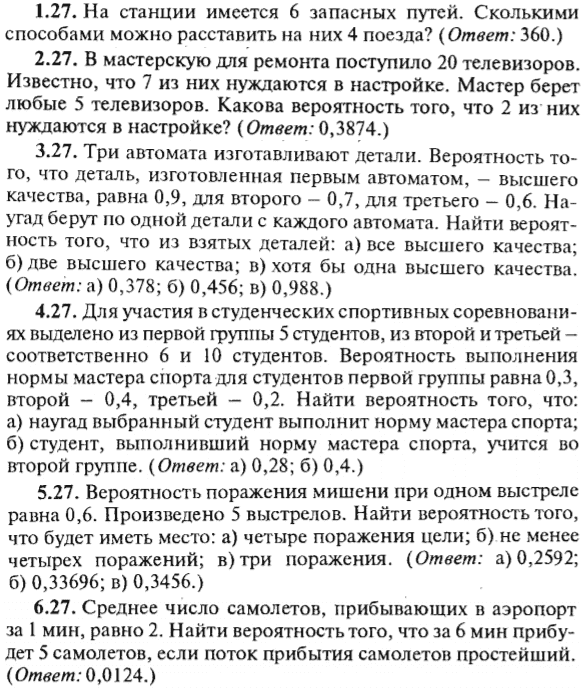 1.27. На станции имеется 6 запасных путей. Сколькими
способами можно расставить на них 4 поезда? (Ответ: 360.)
2.27. В мастерскую для ремонта поступило 20 телевизоров.
Известно, что 7 из них нуждаются в настройке. Мастер берет
любые 5 телевизоров. Какова вероятность того, что 2 из них
нуждаются в настройке? (Ответ: 0,3874.)
3.27. Три автомата изготавливают детали. Вероятность то-
го, что деталь, изготовленная первым автоматом, – высшего
качества, равна 0,9, для второго – 0,7, для третьего – 0,6. На-
угад берут по одной детали с каждого автомата. Найти вероят-
ность того, что из взятых деталей: а) все высшего качества;
б) две высшего качества; в) хотя бы одна высшего качества.
(Ответ: а) 0,378; б) 0,456; в) 0,988.)
4.27. Для участия в студенческих спортивных соревновани-
ях выделено из первой группы 5 студентов, из второй и третьей –
соответственно 6 и 10 студентов. Вероятность выполнения
нормы мастера спорта для студентов первой группы равна 0,3,
второй – 0,4, третьей – 0,2. Найти вероятность того, что:
а) наугад выбранный студент выполнит норму мастера спорта;
б) студент, выполнивший норму мастера спорта, учится во
второй группе. (Ответ: а) 0,28; б) 0,4.)
5.27. Вероятность поражения мишени при одном выстреле
равна 0,6. Произведено 5 выстрелов. Найти вероятность того,
что будет иметь место: а) четыре поражения цели; б) не менее
четырех поражений; в) три поражения. (Ответ: а) 0,2592;
б) 0,33696; в) 0,3456.)
6.27. Среднее число самолетов, прибывающих в аэропорт
за 1 мин, равно 2. Найти вероятность того, что за 6 мин прибу-
дет 5 самолетов, если поток прибытия самолетов простейший.
(Ответ: 0,0124.)